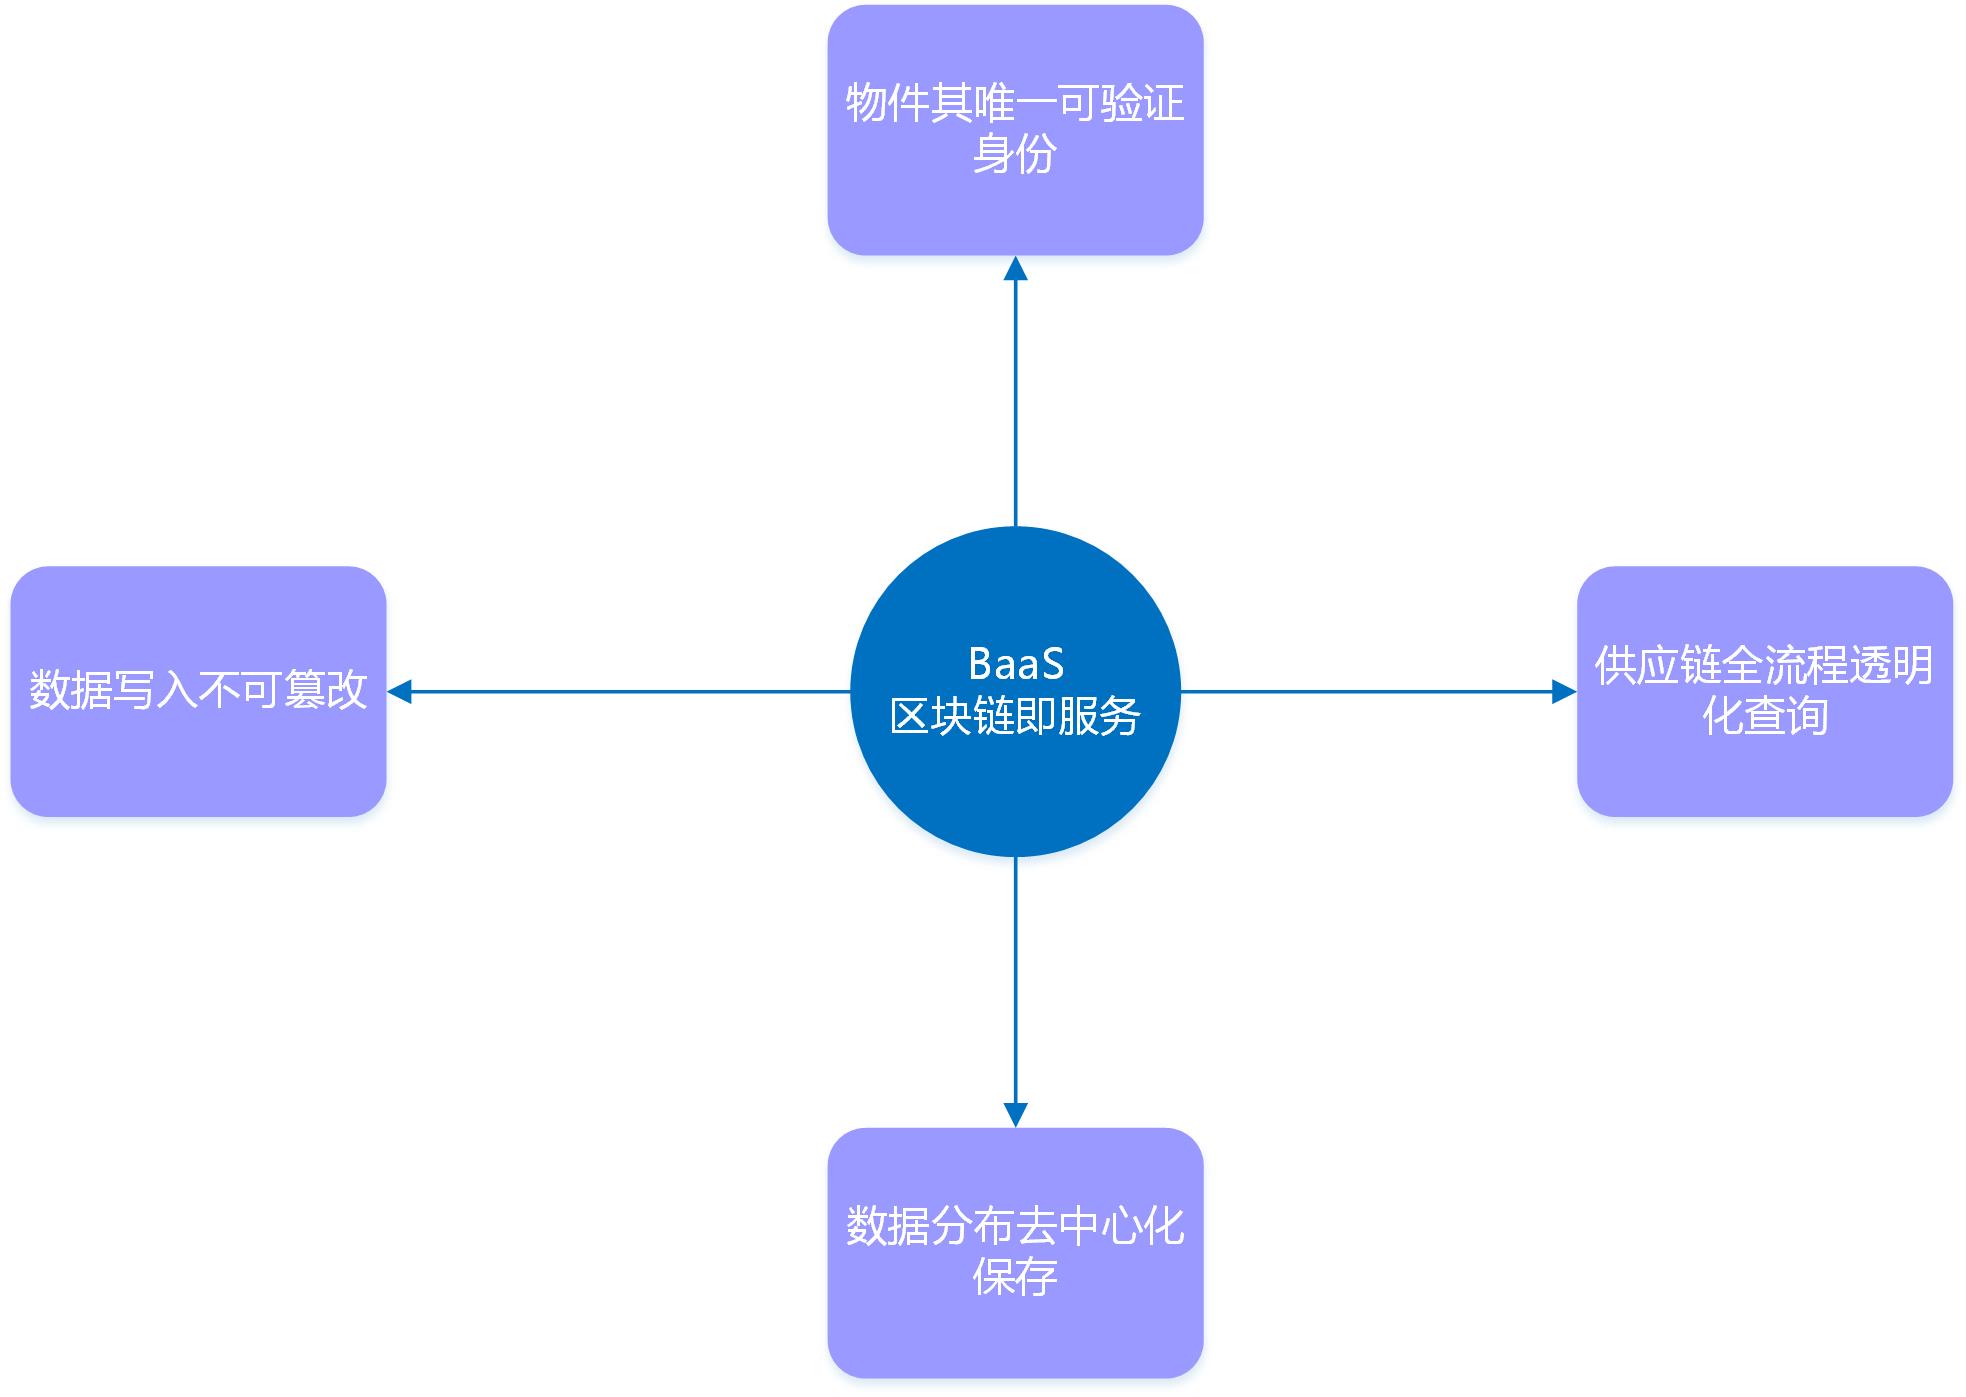 物件其唯一可验证
身份
数据写入不可篡改
BaaS
区块链即服务
供应链全流程透明
化查询
数据分布去中心化
保存